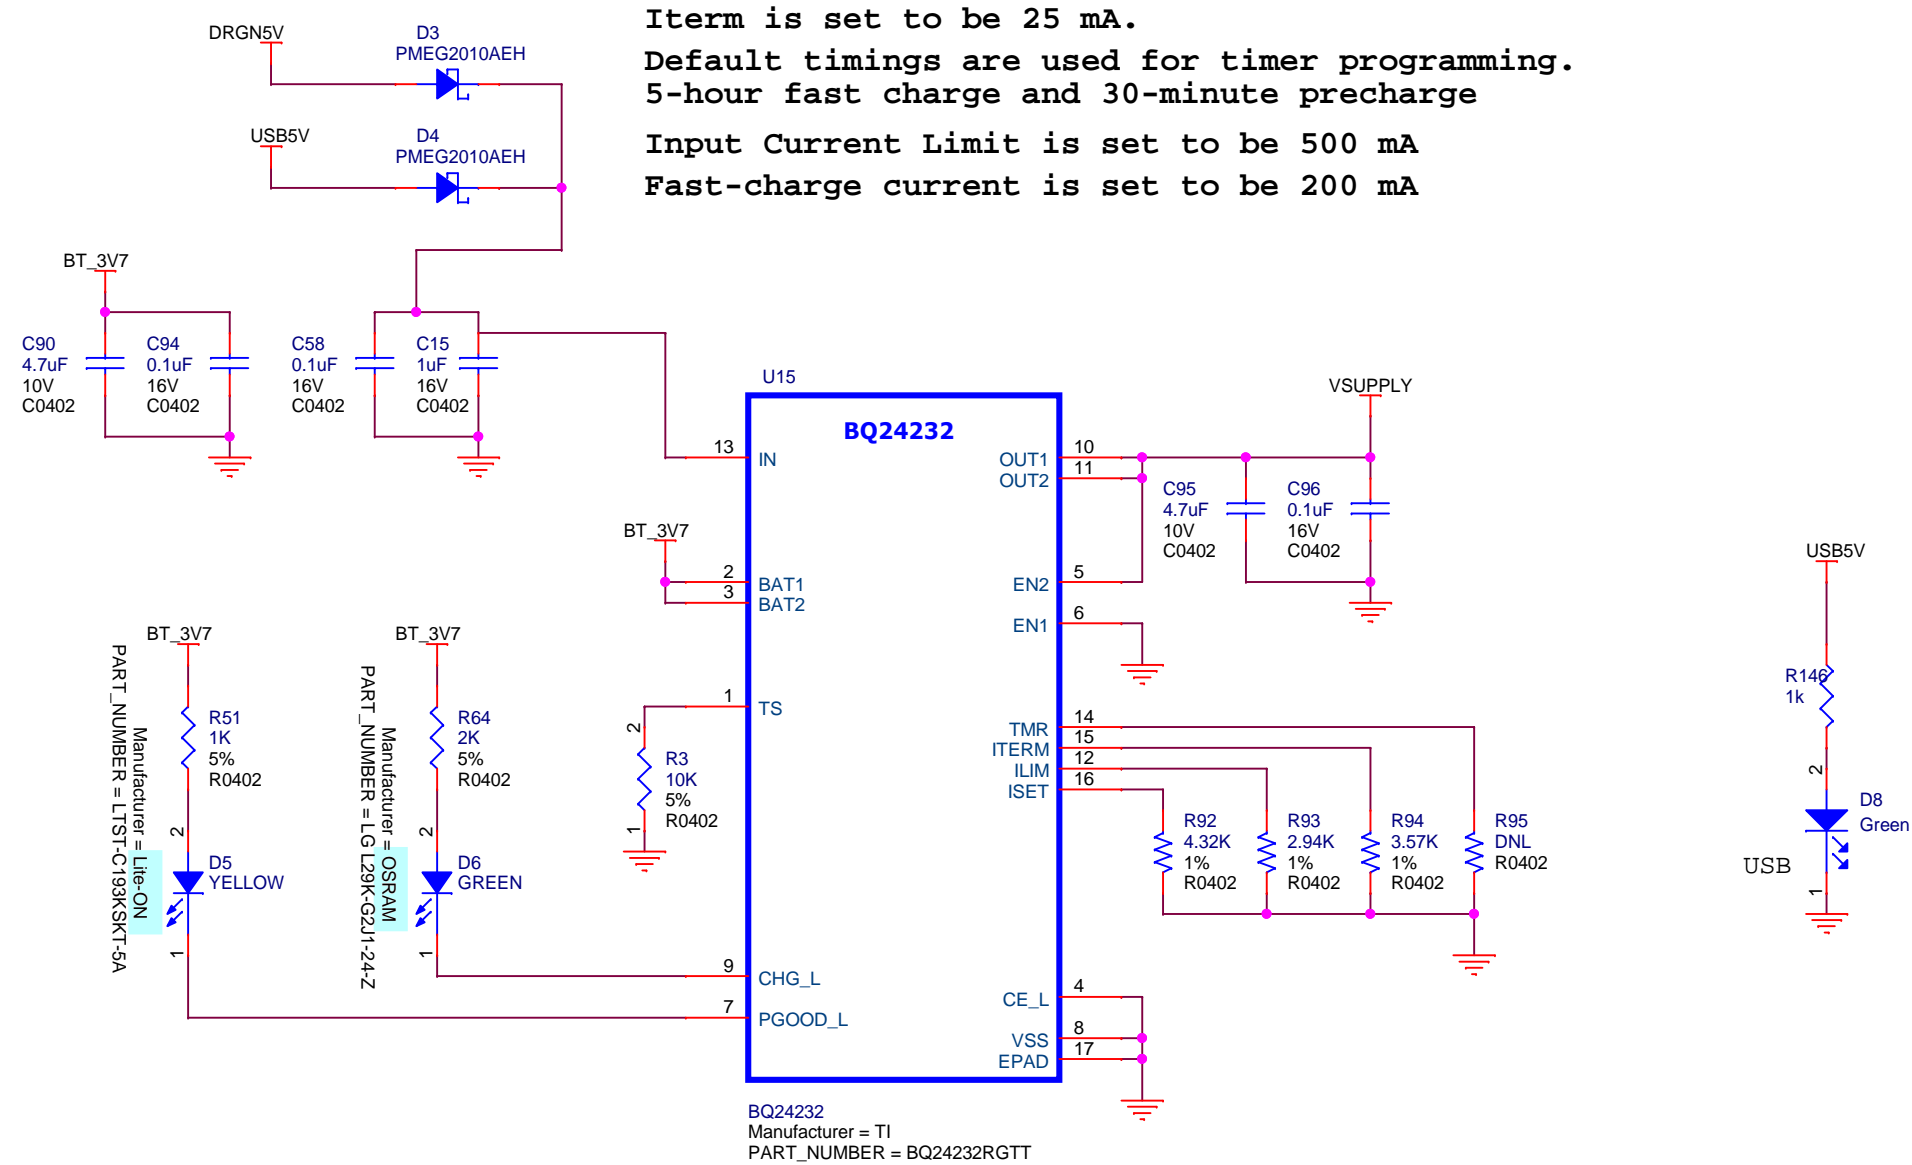 Iterm is set to be 25 mA.
Default timings are used for timer programming.
5-hour fast charge and 30-minute precharge
Input Current Limit is set to be 500 mA
Fast-charge current is set to be 200 mA
DRGN5V
D3
PMEG2010AEH
USB5V
D4
PMEG2010AEH
BT_3V7
C90
4.7uF
10V
C0402
C94
0.1uF
16V
C0402
C58
0.1uF
16V
C0402
C15
1uF
16V
C0402
U15
BQ24232
13
IN
BT_3V7
2
BAT1
3
BAT2
1
TS
2
R3
10K
5%
R0402
1
BT_3V7
R51
1K
5%
R0402
2
D5
YELLOW
1
Manufacturer = Lite-ON
PART_NUMBER = LTST-C193KSKT-5A
BT_3V7
R64
2K
5%
R0402
2
D6
GREEN
1
Manufacturer = OSRAM
PART_NUMBER = LG L29K-G2J1-24-Z
9
CHG_L
7
PGOOD_L
VSUPPLY
OUT1
10
OUT2
11
C95
4.7uF
10V
C0402
C96
0.1uF
16V
C0402
EN2
5
EN1
6
TMR
14
ITERM
15
ILIM
12
ISET
16
R92
4.32K
1%
R0402
R93
2.94K
1%
R0402
R94
3.57K
1%
R0402
R95
DNL
R0402
CE_L
4
VSS
8
EPAD
17
BQ24232
Manufacturer = TI
PART_NUMBER = BQ24232RGTT
USB5V
R146
1k
2
D8
Green
USB
1